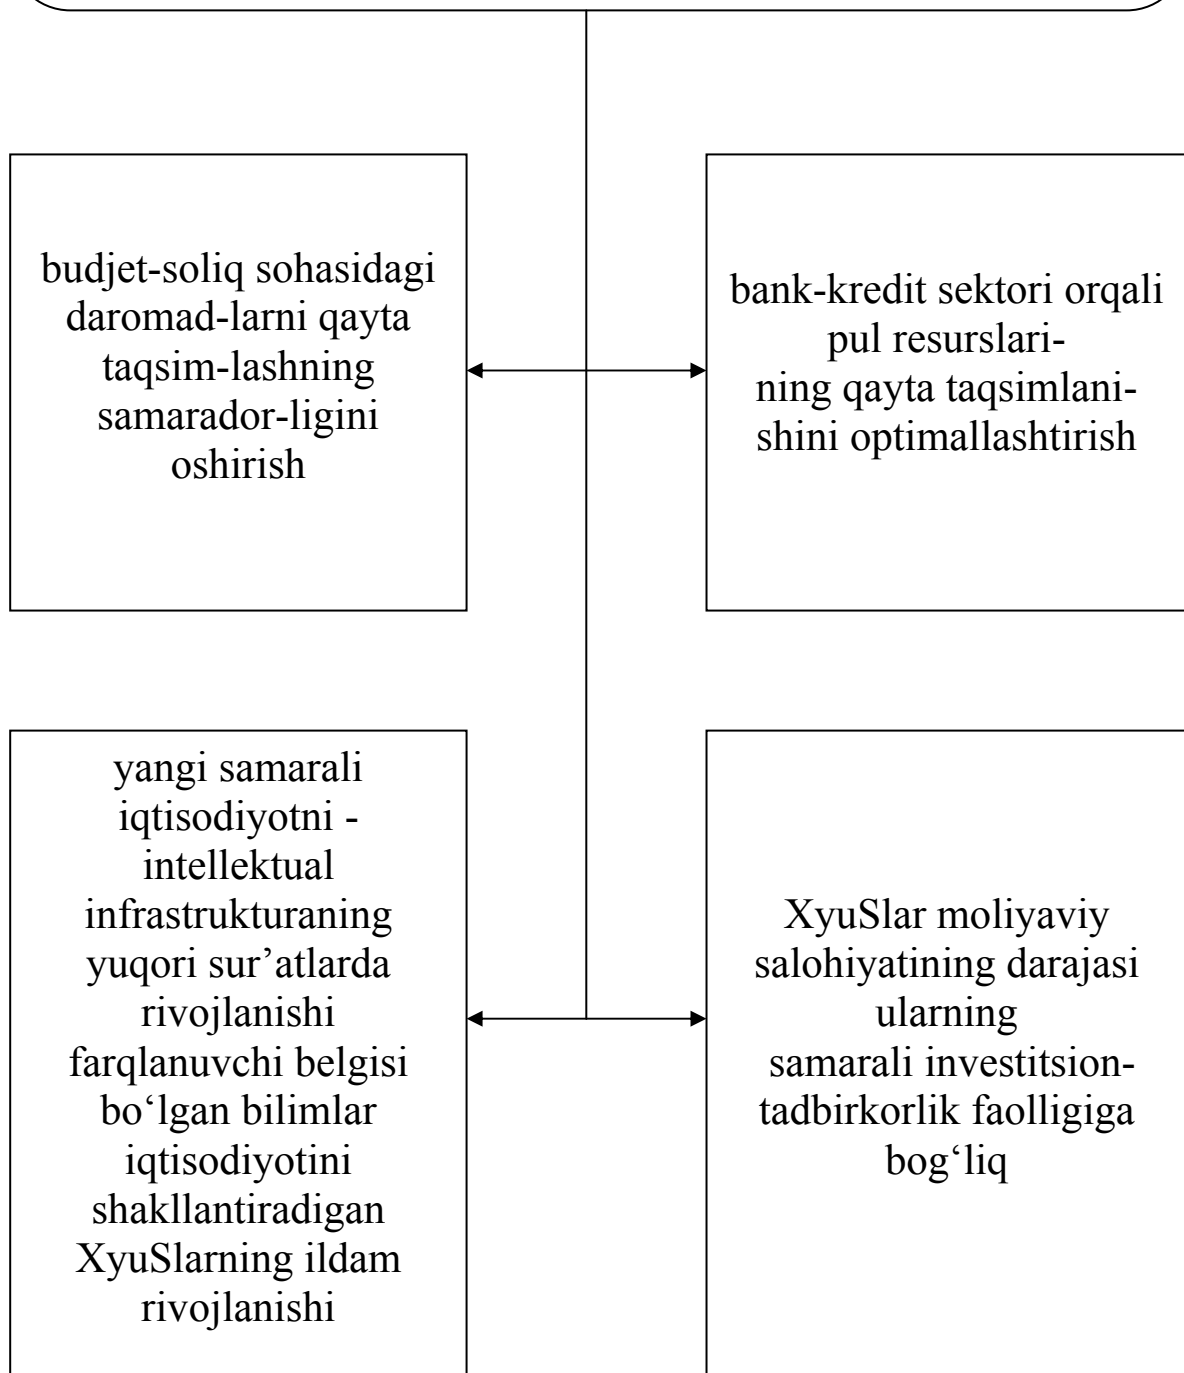 budjet-soliq sohasidagi
daromad-larni qayta
taqsim-lashning
samarador-ligini
oshirish
bank-kredit sektori orqali
pul resurslari-
ning qayta taqsimlani-
shini optimallashtirish
yangi samarali
iqtisodiyotni -
intellektual
infrastrukturaning
yuqori sur’atlarda
rivojlanishi
farqlanuvchi belgisi
bo‘lgan bilimlar
iqtisodiyotini
shakllantiradigan
XyuSlarning ildam
rivojlanishi
XyuSlar moliyaviy
salohiyatining darajasi
ularning
samarali investitsion-
tadbirkorlik faolligiga
bog‘liq